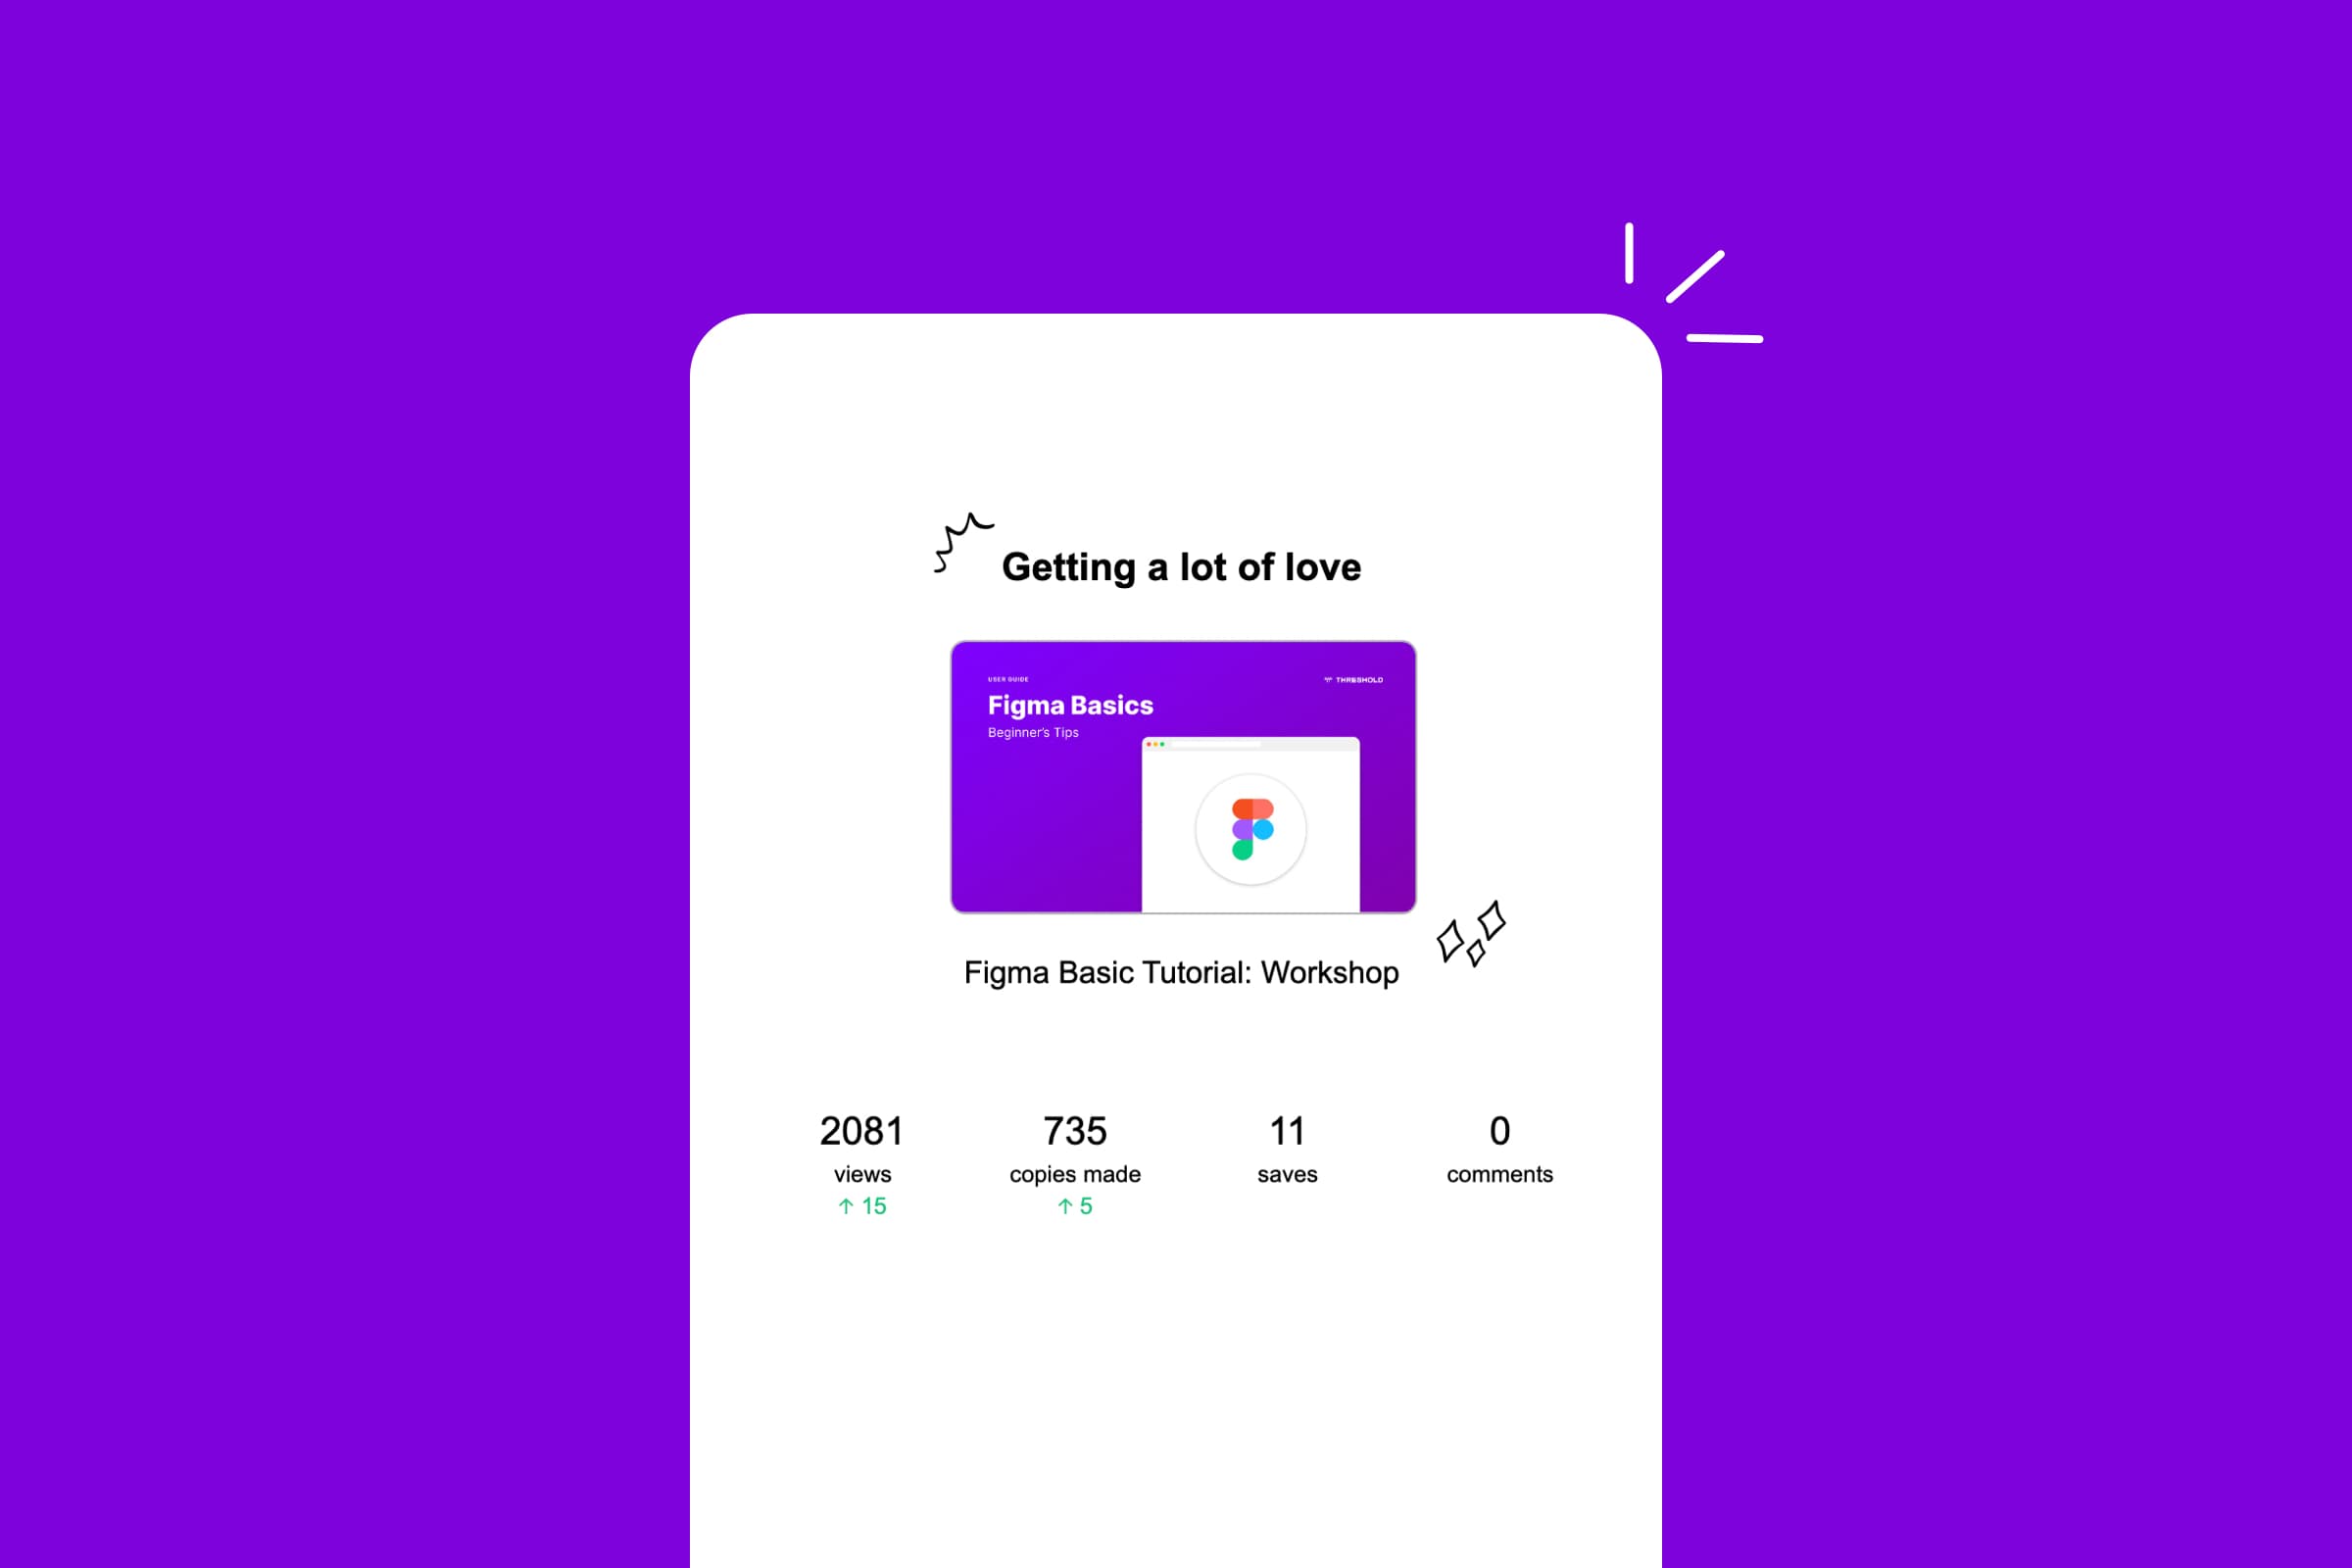 Getting a lot of love
USER GUIDE
THRESHOLD
Figma Basics
Beginner's Tips
Figma Basic Tutorial: Workshop
2081 735 11 0
views copies made saves comments
↑ 15 ↑ 5